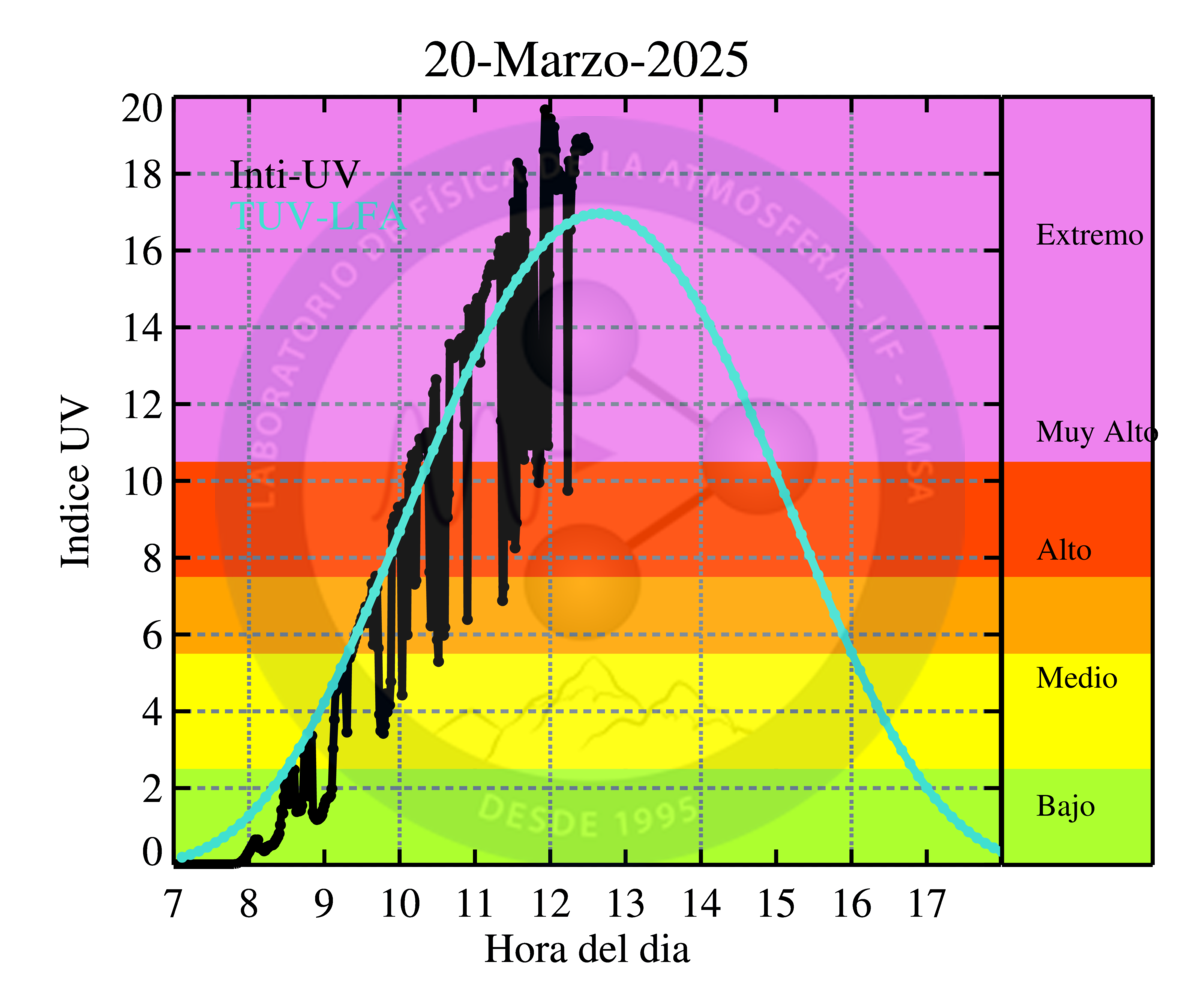 20-Marzo-2025
20
18
16
14
12
10
8
6
4
2
0
Indice UV
Inti-UV
TUV-LFA
LABORATORIO DE FÍSICA DE LA ATMÓSFERA - IIF - UMSA
DESDE 1995
Extremo
Muy Alto
Alto
Medio
Bajo
7 8 9 10 11 12 13 14 15 16 17
Hora del dia